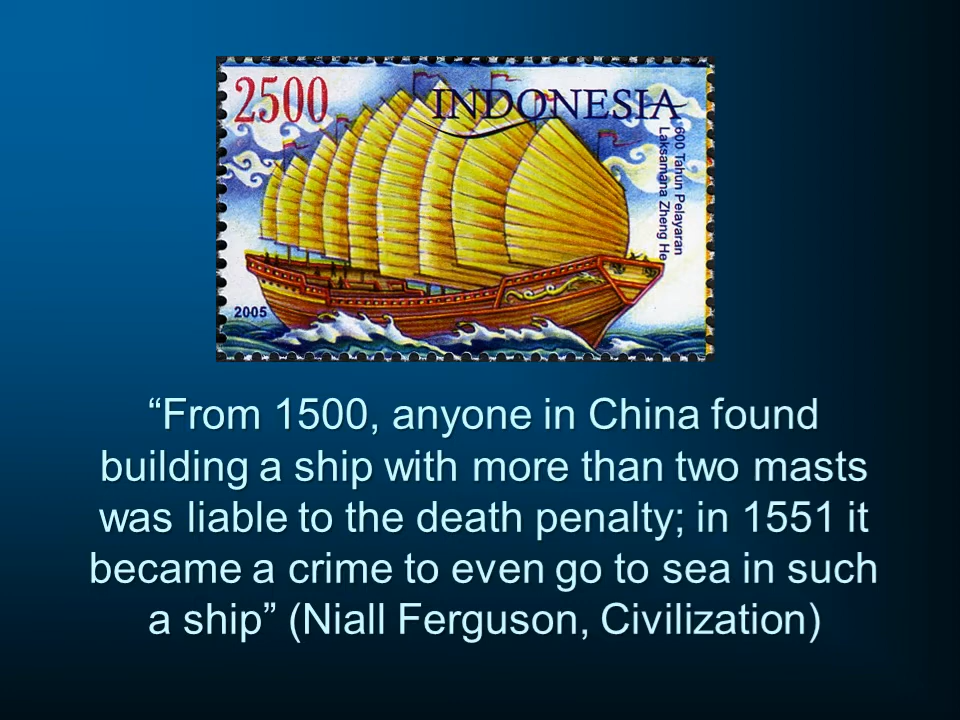 2500
INDONESIA
600 Tahun Pelayaran
Laksamana Zheng He
2005
“From 1500, anyone in China found
building a ship with more than two masts
was liable to the death penalty; in 1551 it
became a crime to even go to sea in such
a ship” (Niall Ferguson, Civilization)